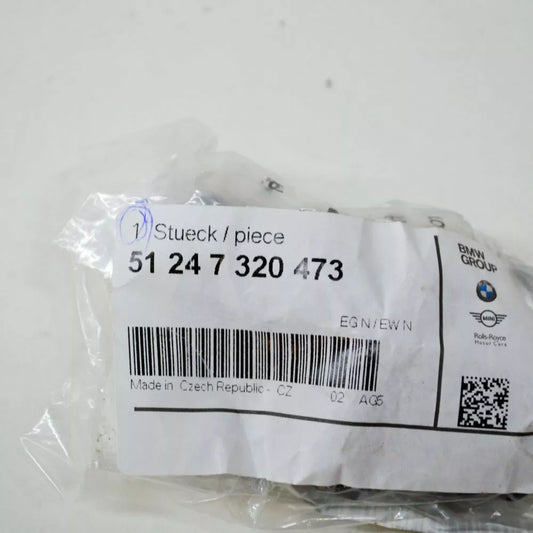 1 Stueck / piece
51 24 7 320 473
EG N / EW N
Made in Czech Republic - CZ 02 AG5
BMW
GROUP
MINI
Rolls-Royce
Motor Cars